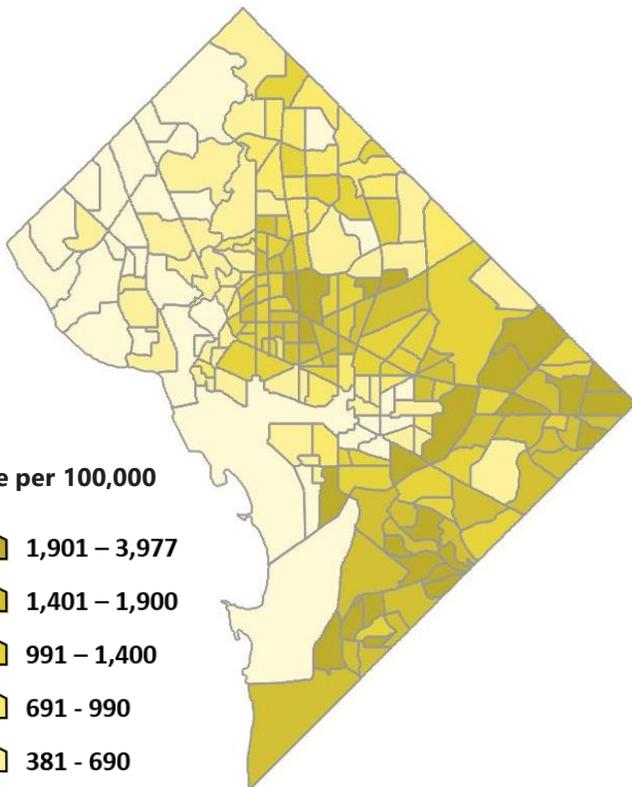 e per 100,000
1,901 – 3,977
1,401 – 1,900
991 – 1,400
691 - 990
381 - 690